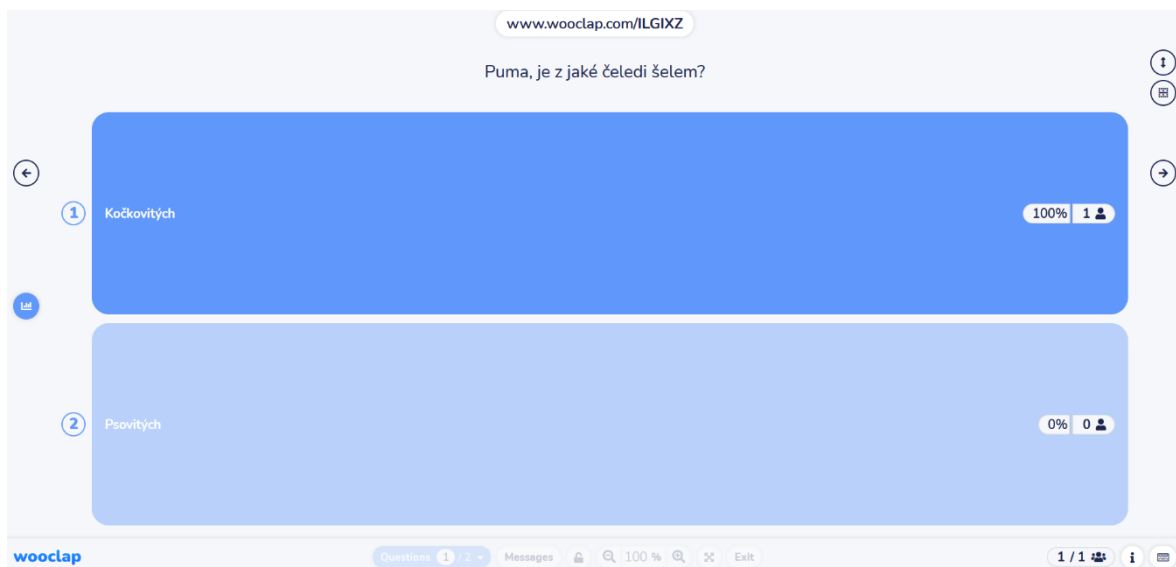 www.wooclap.com/ILGIXZ
Puma, je z jaké čeledi šelem?
1 Kočkovitých 100% 1
2 Psovitých 0% 0
wooclap Questions 1 / 2 Messages 100 % Exit 1 / 1 i